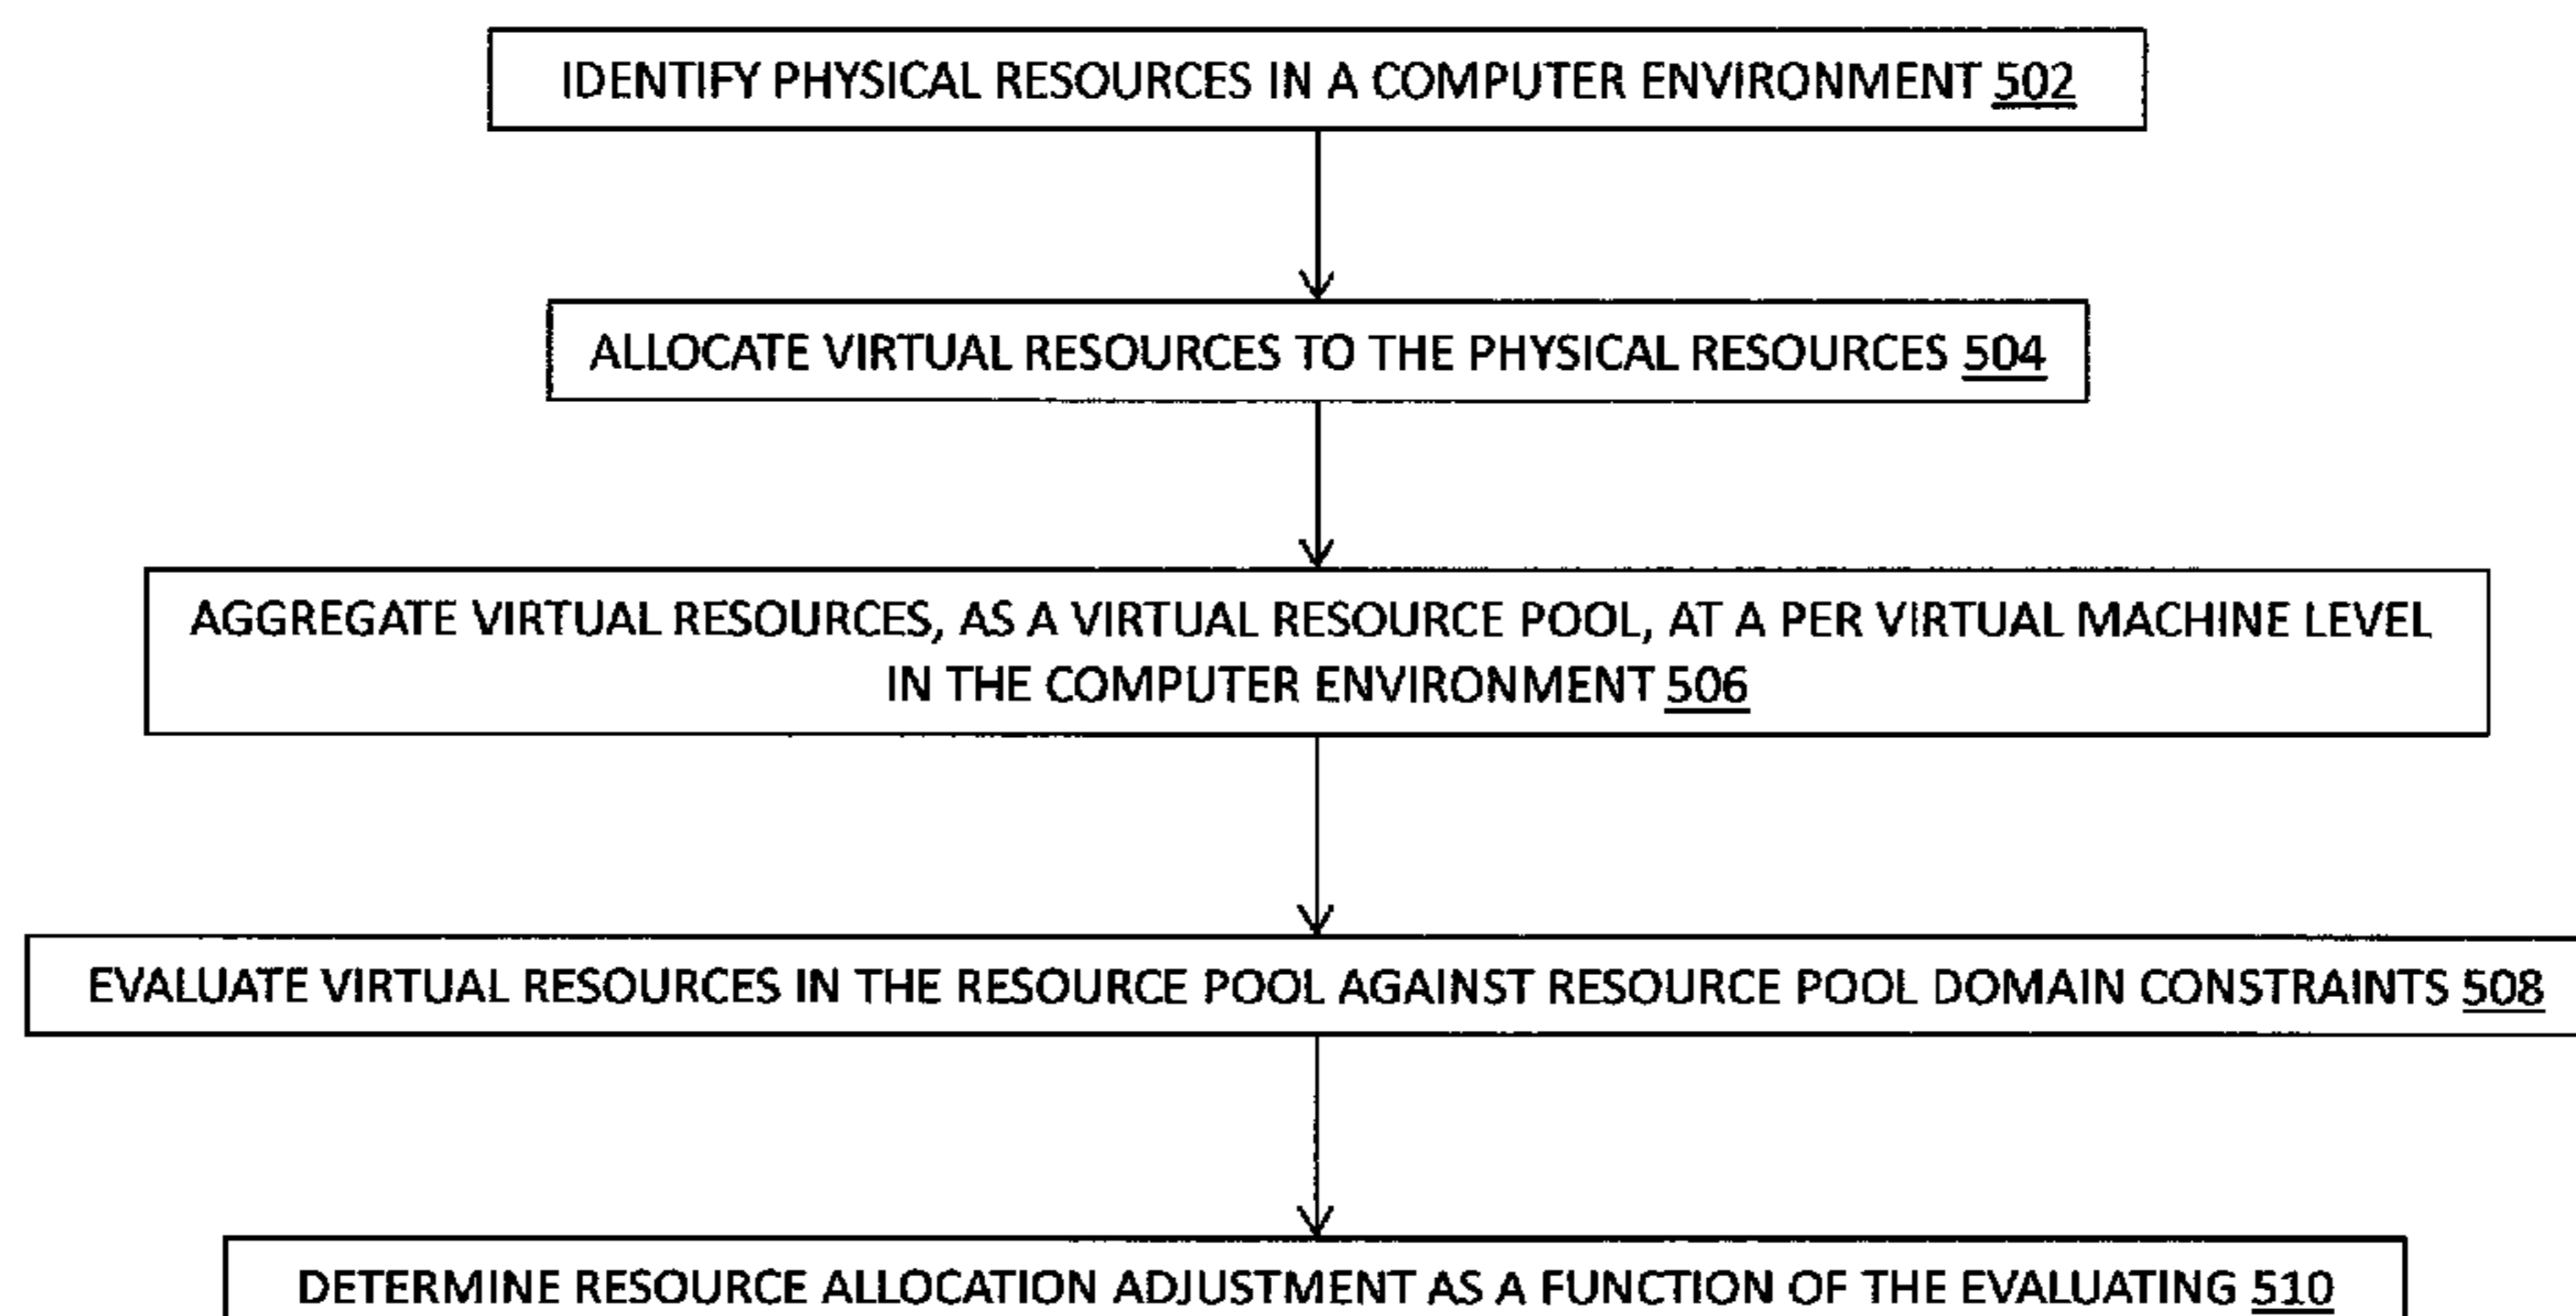 IDENTIFY PHYSICAL RESOURCES IN A COMPUTER ENVIRONMENT 502
ALLOCATE VIRTUAL RESOURCES TO THE PHYSICAL RESOURCES 504
AGGREGATE VIRTUAL RESOURCES, AS A VIRTUAL RESOURCE POOL, AT A PER VIRTUAL MACHINE LEVEL
IN THE COMPUTER ENVIRONMENT 506
EVALUATE VIRTUAL RESOURCES IN THE RESOURCE POOL AGAINST RESOURCE POOL DOMAIN CONSTRAINTS 508
DETERMINE RESOURCE ALLOCATION ADJUSTMENT AS A FUNCTION OF THE EVALUATING 510